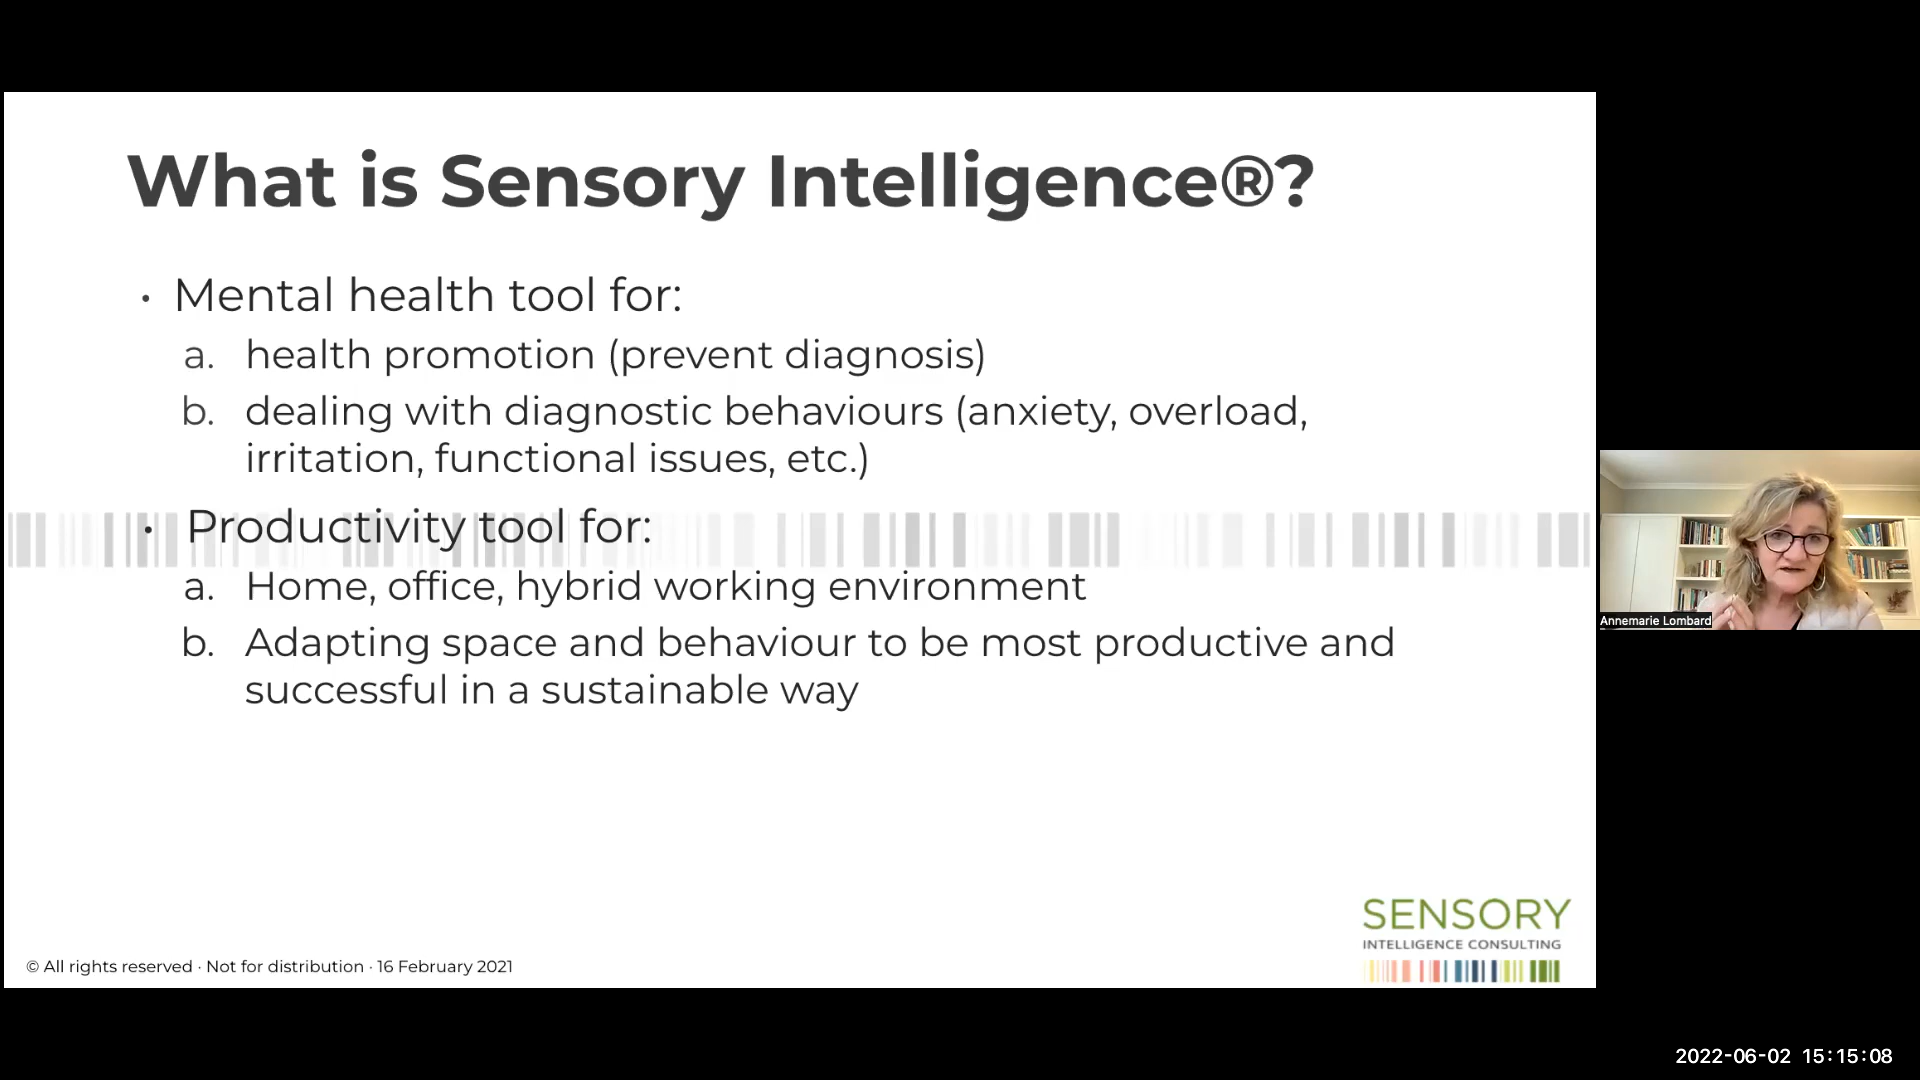 What is Sensory Intelligence®?
• Mental health tool for:
a. health promotion (prevent diagnosis)
b. dealing with diagnostic behaviours (anxiety, overload,
irritation, functional issues, etc.)
• Productivity tool for:
a. Home, office, hybrid working environment
b. Adapting space and behaviour to be most productive and
successful in a sustainable way
SENSORY
INTELLIGENCE CONSULTING
© All rights reserved · Not for distribution · 16 February 2021
Annemarie Lombard
2022-06-02 15:15:08